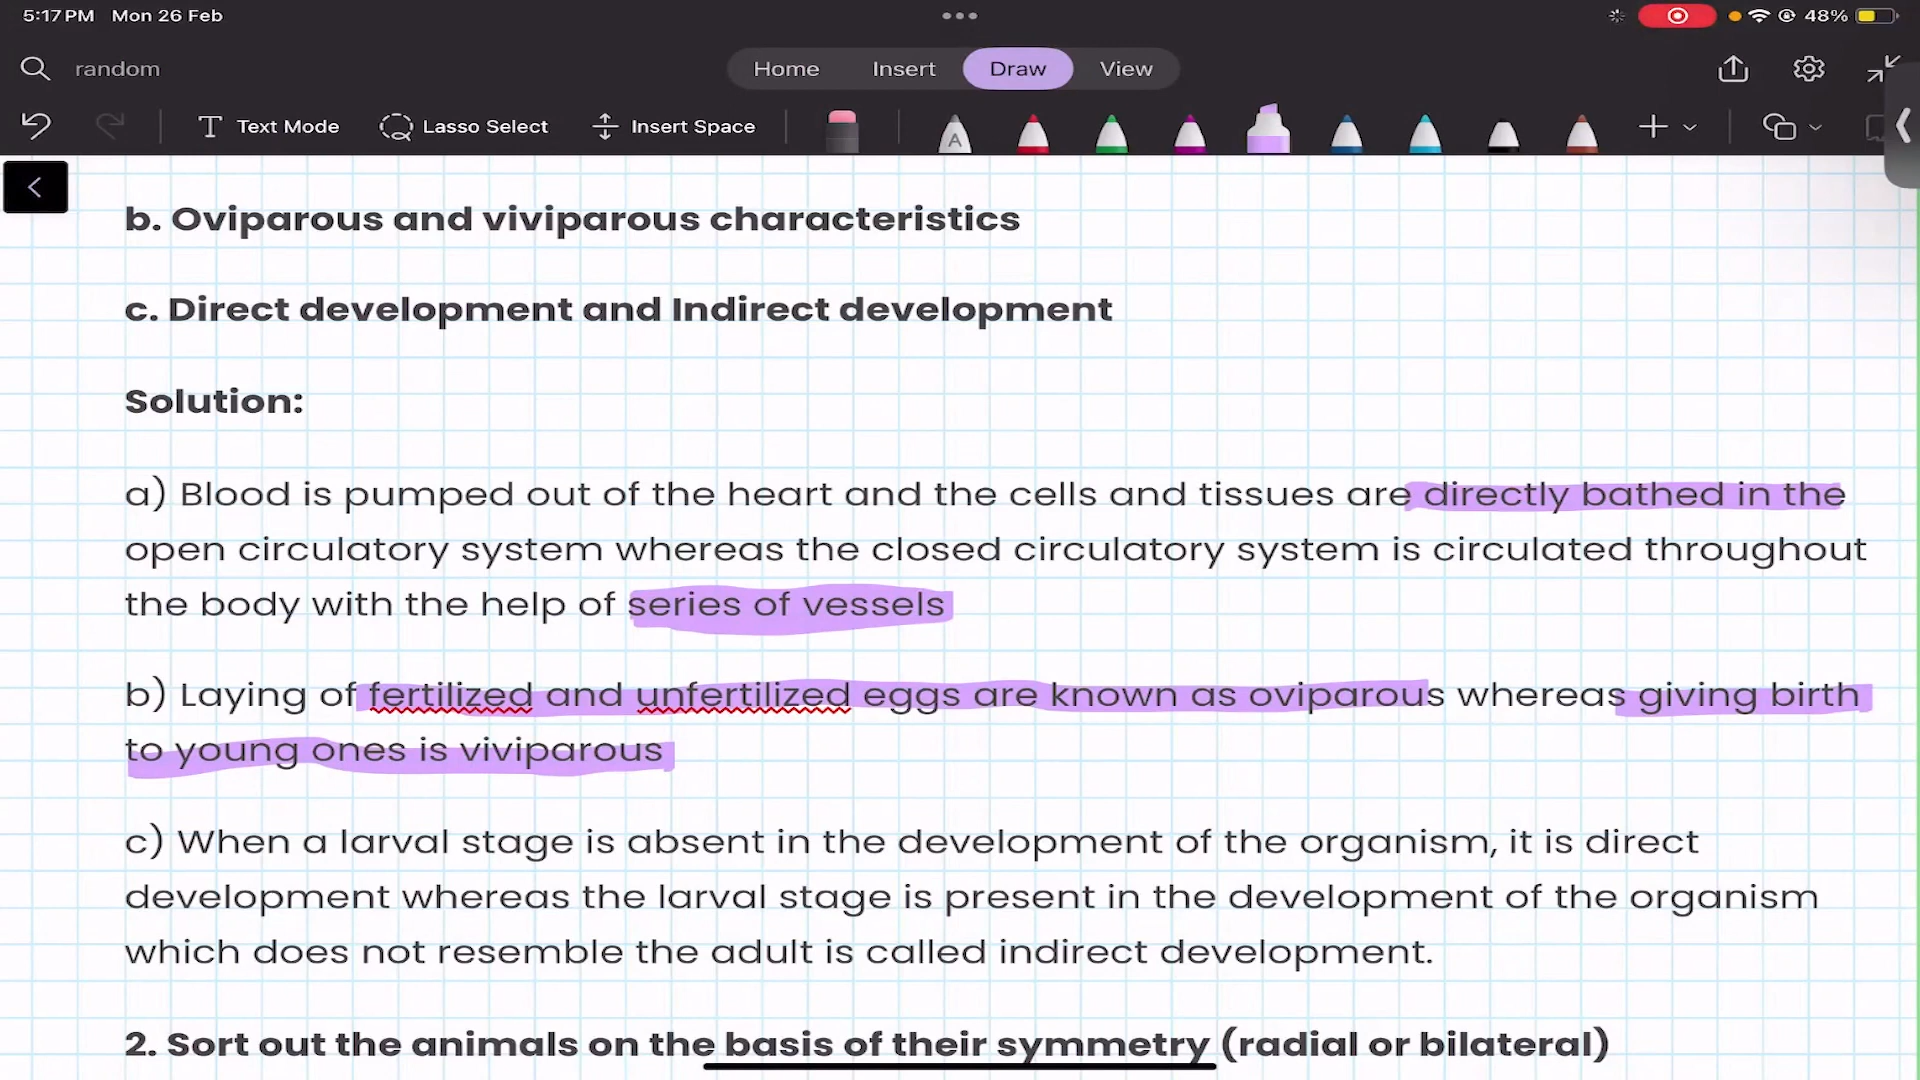 5:17 PM Mon 26 Feb
48%
random
Home Insert Draw View
Text Mode Lasso Select Insert Space
A
b. Oviparous and viviparous characteristics
c. Direct development and Indirect development
Solution:
a) Blood is pumped out of the heart and the cells and tissues are directly bathed in the
open circulatory system whereas the closed circulatory system is circulated throughout
the body with the help of series of vessels
b) Laying of fertilized and unfertilized eggs are known as oviparous whereas giving birth
to young ones is viviparous
c) When a larval stage is absent in the development of the organism, it is direct
development whereas the larval stage is present in the development of the organism
which does not resemble the adult is called indirect development.
2. Sort out the animals on the basis of their symmetry (radial or bilateral)